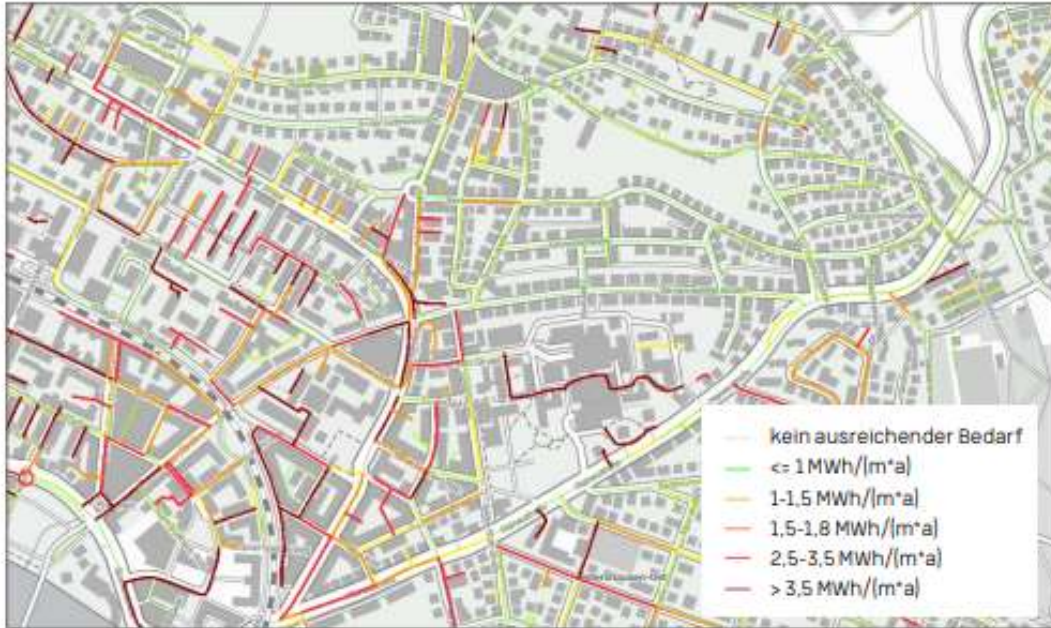 kein ausreichender Bedarf
<= 1 MWh/(m*a)
1-1,5 MWh/(m*a)
1,5-1,8 MWh/(m*a)
2,5-3,5 MWh/(m*a)
> 3,5 MWh/(m*a)